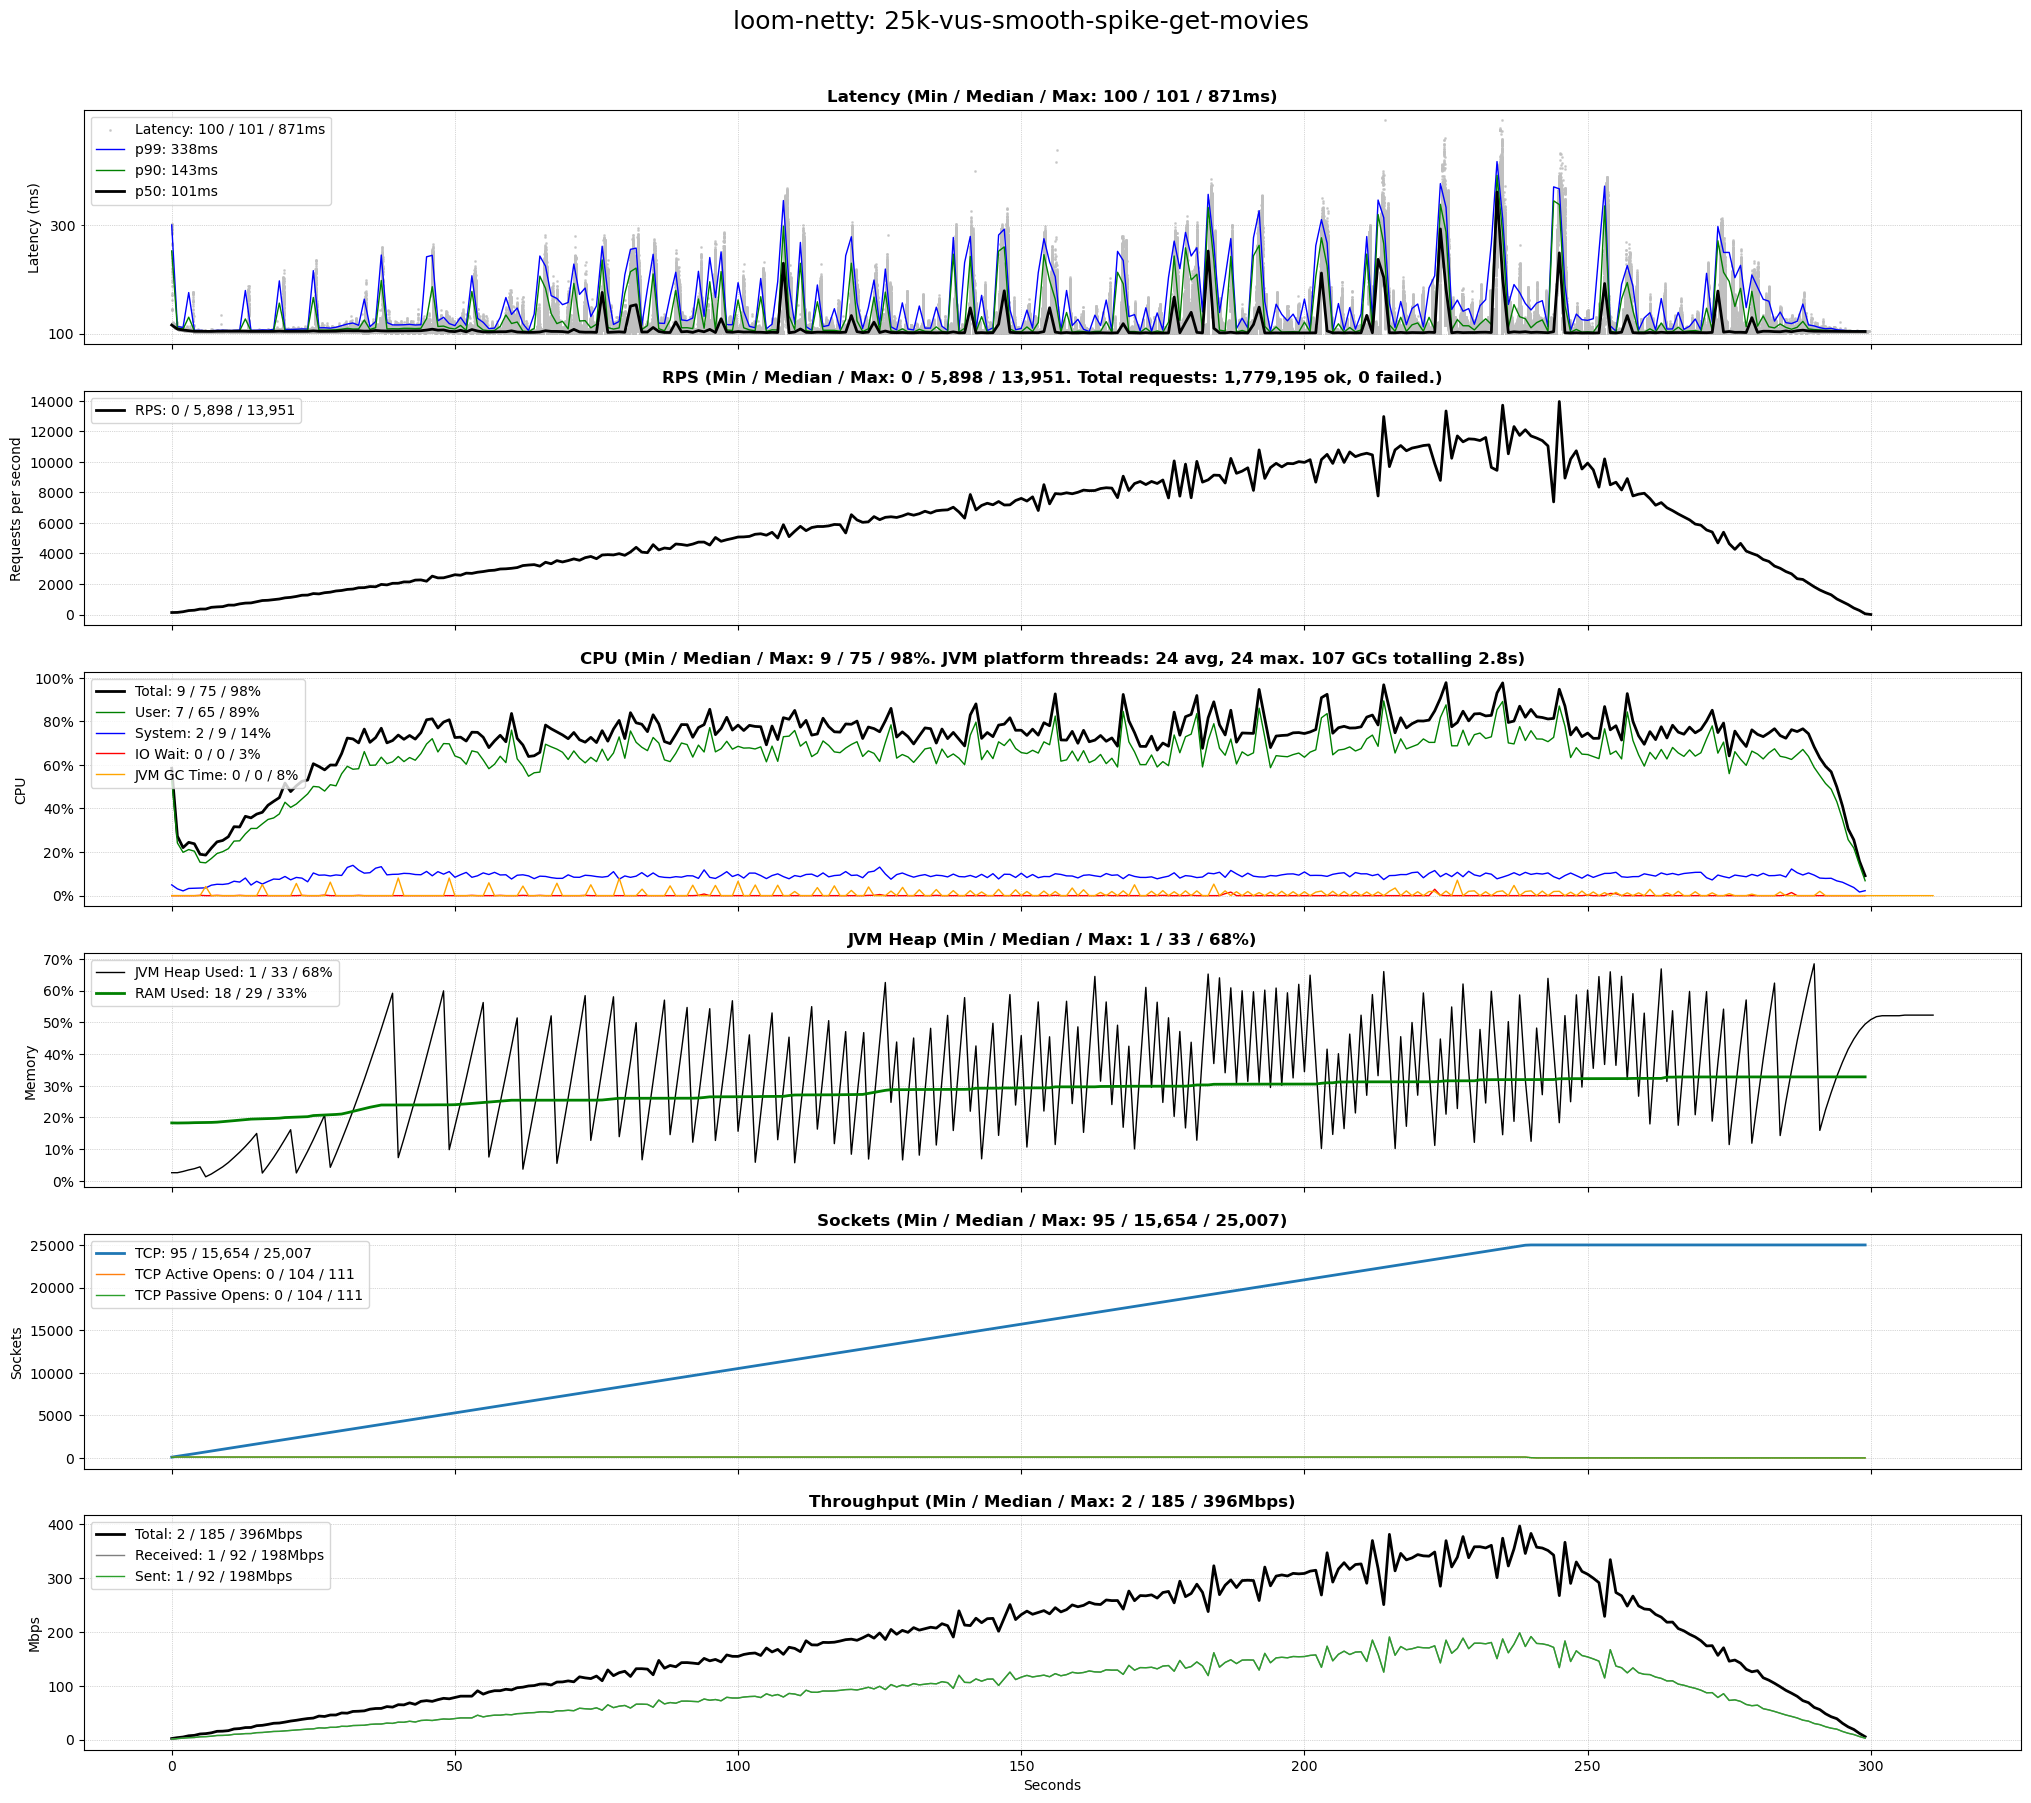 loom-netty: 25k-vus-smooth-spike-get-movies
Latency (Min / Median / Max: 100 / 101 / 871ms)
Latency (ms)
300
100
Latency: 100 / 101 / 871ms
p99: 338ms
p90: 143ms
p50: 101ms
RPS (Min / Median / Max: 0 / 5,898 / 13,951. Total requests: 1,779,195 ok, 0 failed.)
Requests per second
14000
12000
10000
8000
6000
4000
2000
0
RPS: 0 / 5,898 / 13,951
CPU (Min / Median / Max: 9 / 75 / 98%. JVM platform threads: 24 avg, 24 max. 107 GCs totalling 2.8s)
CPU
100%
80%
60%
40%
20%
0%
Total: 9 / 75 / 98%
User: 7 / 65 / 89%
System: 2 / 9 / 14%
IO Wait: 0 / 0 / 3%
JVM GC Time: 0 / 0 / 8%
JVM Heap (Min / Median / Max: 1 / 33 / 68%)
Memory
70%
60%
50%
40%
30%
20%
10%
0%
JVM Heap Used: 1 / 33 / 68%
RAM Used: 18 / 29 / 33%
Sockets (Min / Median / Max: 95 / 15,654 / 25,007)
Sockets
25000
20000
15000
10000
5000
0
TCP: 95 / 15,654 / 25,007
TCP Active Opens: 0 / 104 / 111
TCP Passive Opens: 0 / 104 / 111
Throughput (Min / Median / Max: 2 / 185 / 396Mbps)
Mbps
400
300
200
100
0
Total: 2 / 185 / 396Mbps
Received: 1 / 92 / 198Mbps
Sent: 1 / 92 / 198Mbps
0 50 100 150 200 250 300
Seconds